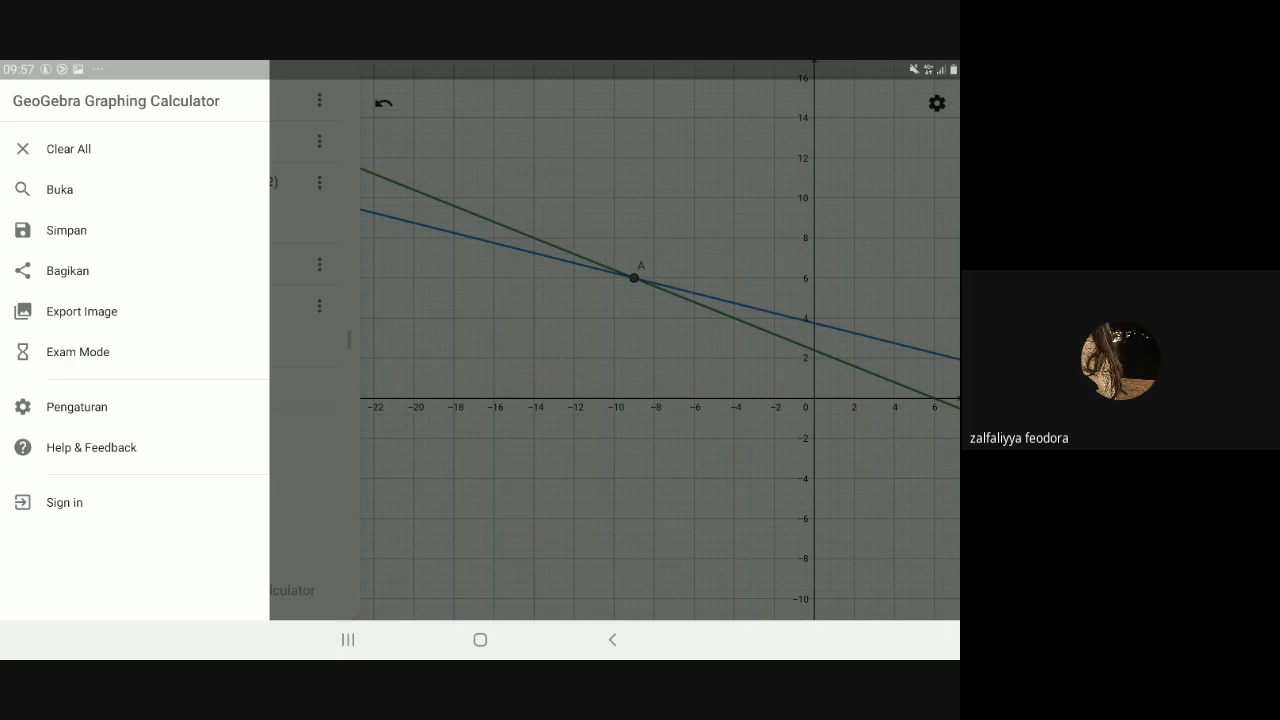 09:57
GeoGebra Graphing Calculator
Clear All
Buka
Simpan
Bagikan
Export Image
Exam Mode
Pengaturan
Help & Feedback
Sign in
2)
lculator
A
16
14
12
10
8
6
4
2
−22 −20 −18 −16 −14 −12 −10 −8 −6 −4 −2 0 2 4 6
−2
−4
−6
−8
−10
zalfaliyya feodora